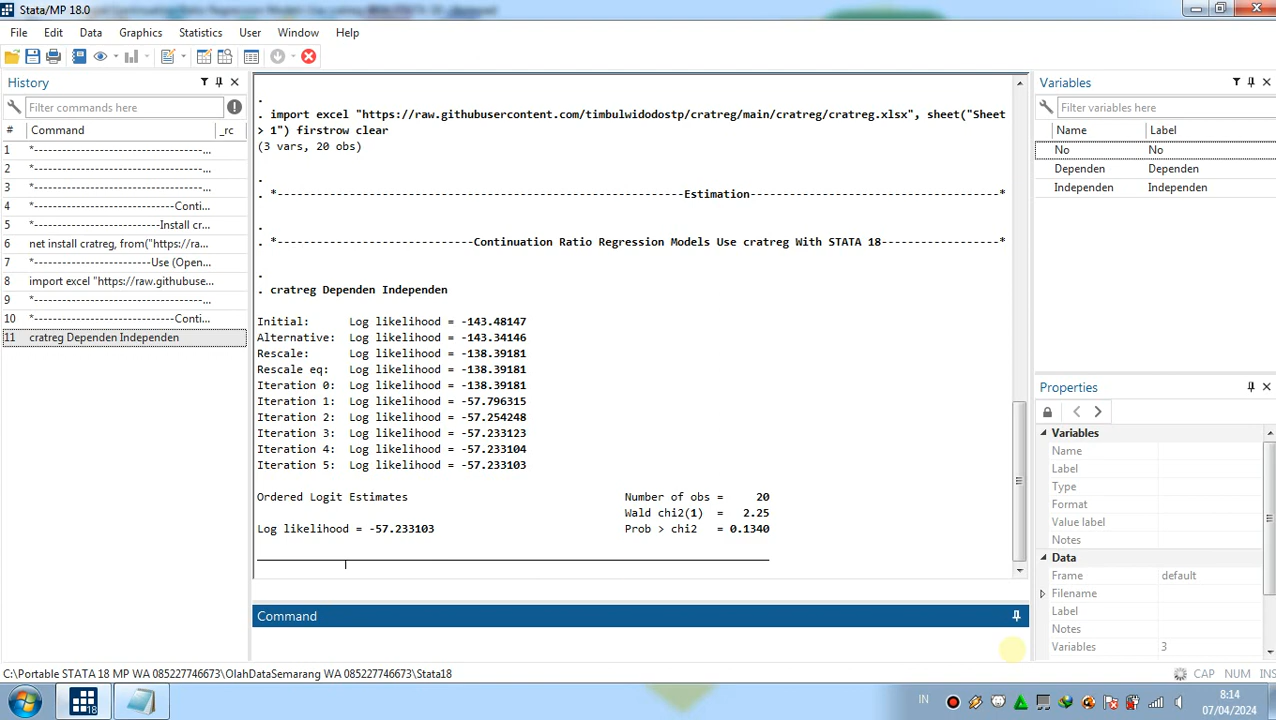 Stata/MP 18.0
File Edit Data Graphics Statistics User Window Help
History
Filter commands here
# Command _rc
1 *-----------------------------------...
2 *-----------------------------------...
3 *-----------------------------------...
4 *-----------------------------Conti...
5 *--------------------------Install cr...
6 net install cratreg, from("https://ra...
7 *-------------------------Use (Open...
8 import excel "https://raw.githubuse...
9 *-----------------------------------...
10 *-----------------------------Conti...
11 cratreg Dependen Independen
.
. import excel "https://raw.githubusercontent.com/timbulwidodostp/cratreg/main/cratreg/cratreg.xlsx", sheet("Sheet
> 1") firstrow clear
(3 vars, 20 obs)
.
. *--------------------------------------------------------------Estimation--------------------------------------*
.
. *------------------------------Continuation Ratio Regression Models Use cratreg With STATA 18------------------*
.
. cratreg Dependen Independen
Initial: Log likelihood = -143.48147
Alternative: Log likelihood = -143.34146
Rescale: Log likelihood = -138.39181
Rescale eq: Log likelihood = -138.39181
Iteration 0: Log likelihood = -138.39181
Iteration 1: Log likelihood = -57.796315
Iteration 2: Log likelihood = -57.254248
Iteration 3: Log likelihood = -57.233123
Iteration 4: Log likelihood = -57.233104
Iteration 5: Log likelihood = -57.233103
Ordered Logit Estimates Number of obs = 20
Wald chi2(1) = 2.25
Log likelihood = -57.233103 Prob > chi2 = 0.1340
Command
Variables
Filter variables here
Name Label
No No
Dependen Dependen
Independen Independen
Properties
Variables
Name
Label
Type
Format
Value label
Notes
Data
Frame default
Filename
Label
Notes
Variables 3
C:\Portable STATA 18 MP WA 085227746673\OlahDataSemarang WA 085227746673\Stata18
CAP NUM INS
18
IN
8:14
07/04/2024